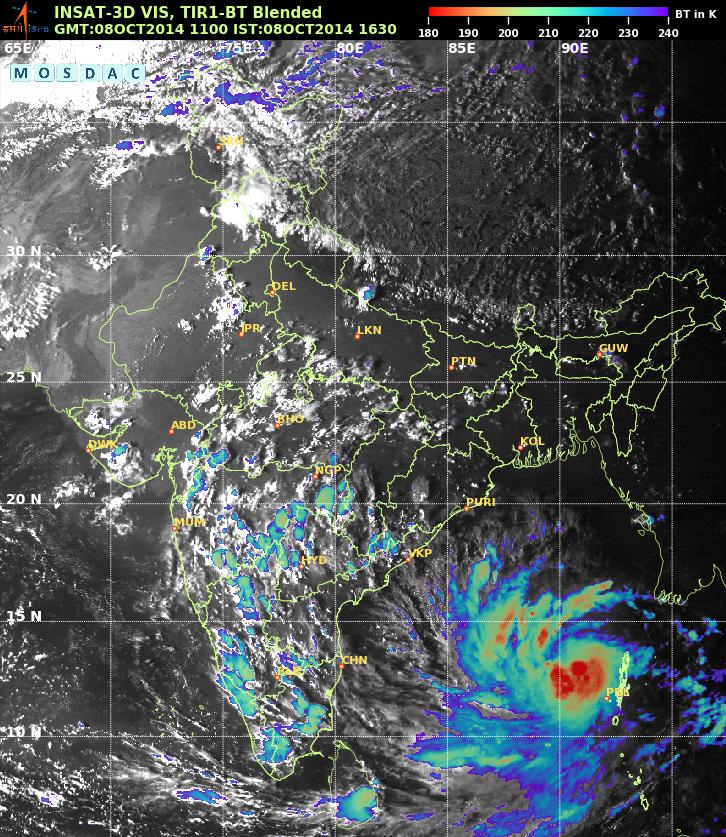 INSAT-3D VIS, TIR1-BT Blended
GMT:08OCT2014 1100 IST:08OCT2014 1630
BT in K
180 190 200 210 220 230 240
65E 75E 80E 85E 90E
M O S D A C
SRN
30 N
DEL
JPR LKN
GUW
PTN
25 N
ABD BHO
DWK KOL
NGP
20 N PURI
MUM
HYD VKP
15 N
CHN
PBL
10 N